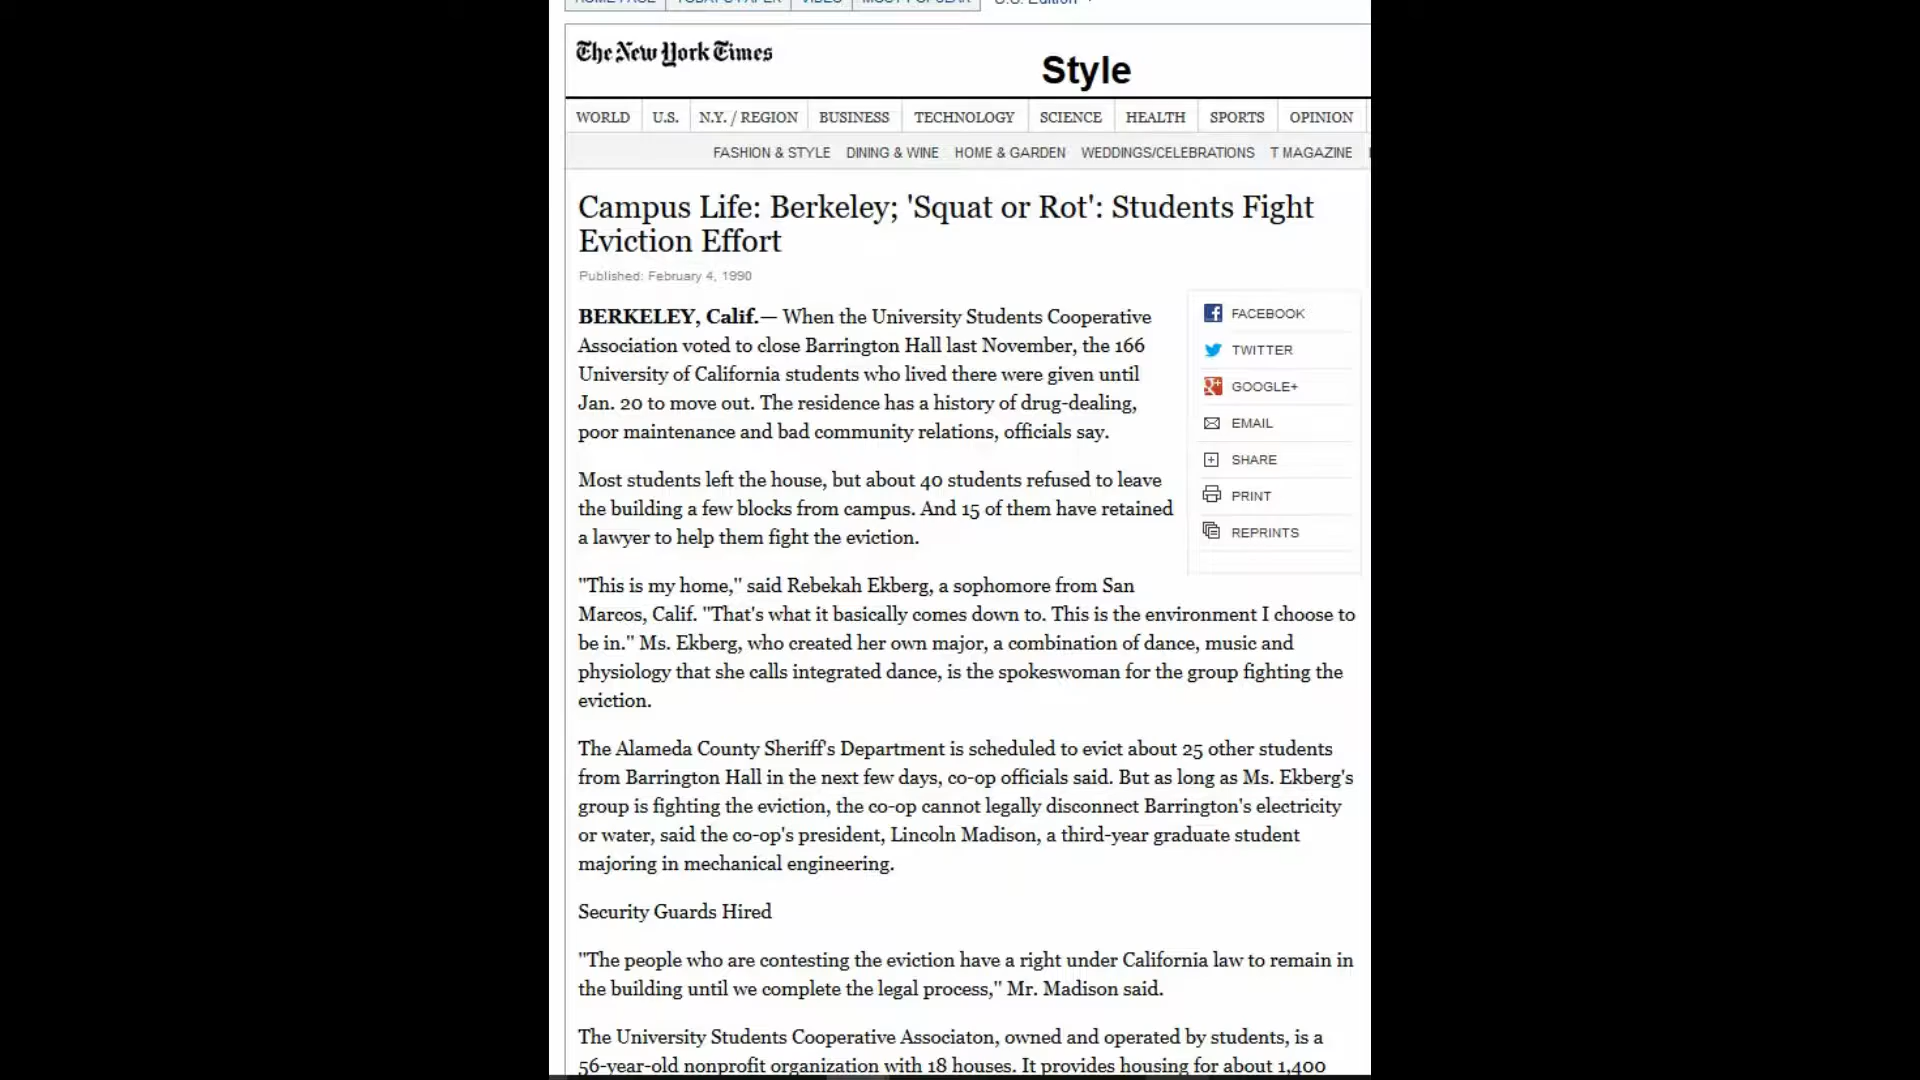 HOME PAGE TODAY'S PAPER VIDEO MOST POPULAR U.S. Edition
The New York Times
Style
WORLD U.S. N.Y. / REGION BUSINESS TECHNOLOGY SCIENCE HEALTH SPORTS OPINION
FASHION & STYLE DINING & WINE HOME & GARDEN WEDDINGS/CELEBRATIONS T MAGAZINE
Campus Life: Berkeley; 'Squat or Rot': Students Fight
Eviction Effort
Published: February 4, 1990
BERKELEY, Calif.— When the University Students Cooperative
Association voted to close Barrington Hall last November, the 166
University of California students who lived there were given until
Jan. 20 to move out. The residence has a history of drug-dealing,
poor maintenance and bad community relations, officials say.
Most students left the house, but about 40 students refused to leave
the building a few blocks from campus. And 15 of them have retained
a lawyer to help them fight the eviction.
FACEBOOK
TWITTER
GOOGLE+
EMAIL
SHARE
PRINT
REPRINTS
"This is my home," said Rebekah Ekberg, a sophomore from San
Marcos, Calif. "That's what it basically comes down to. This is the environment I choose to
be in." Ms. Ekberg, who created her own major, a combination of dance, music and
physiology that she calls integrated dance, is the spokeswoman for the group fighting the
eviction.
The Alameda County Sheriff's Department is scheduled to evict about 25 other students
from Barrington Hall in the next few days, co-op officials said. But as long as Ms. Ekberg's
group is fighting the eviction, the co-op cannot legally disconnect Barrington's electricity
or water, said the co-op's president, Lincoln Madison, a third-year graduate student
majoring in mechanical engineering.
Security Guards Hired
"The people who are contesting the eviction have a right under California law to remain in
the building until we complete the legal process," Mr. Madison said.
The University Students Cooperative Associaton, owned and operated by students, is a
56-year-old nonprofit organization with 18 houses. It provides housing for about 1,400